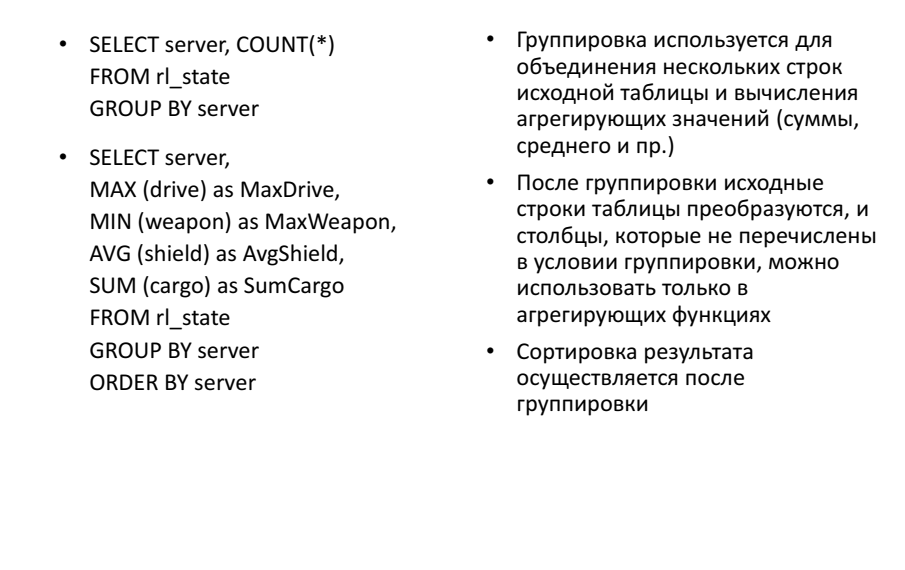 • SELECT server, COUNT(*)
FROM rl_state
GROUP BY server
• SELECT server,
MAX (drive) as MaxDrive,
MIN (weapon) as MaxWeapon,
AVG (shield) as AvgShield,
SUM (cargo) as SumCargo
FROM rl_state
GROUP BY server
ORDER BY server
• Группировка используется для
объединения нескольких строк
исходной таблицы и вычисления
агрегирующих значений (суммы,
среднего и пр.)
• После группировки исходные
строки таблицы преобразуются, и
столбцы, которые не перечислены
в условии группировки, можно
использовать только в
агрегирующих функциях
• Сортировка результата
осуществляется после
группировки